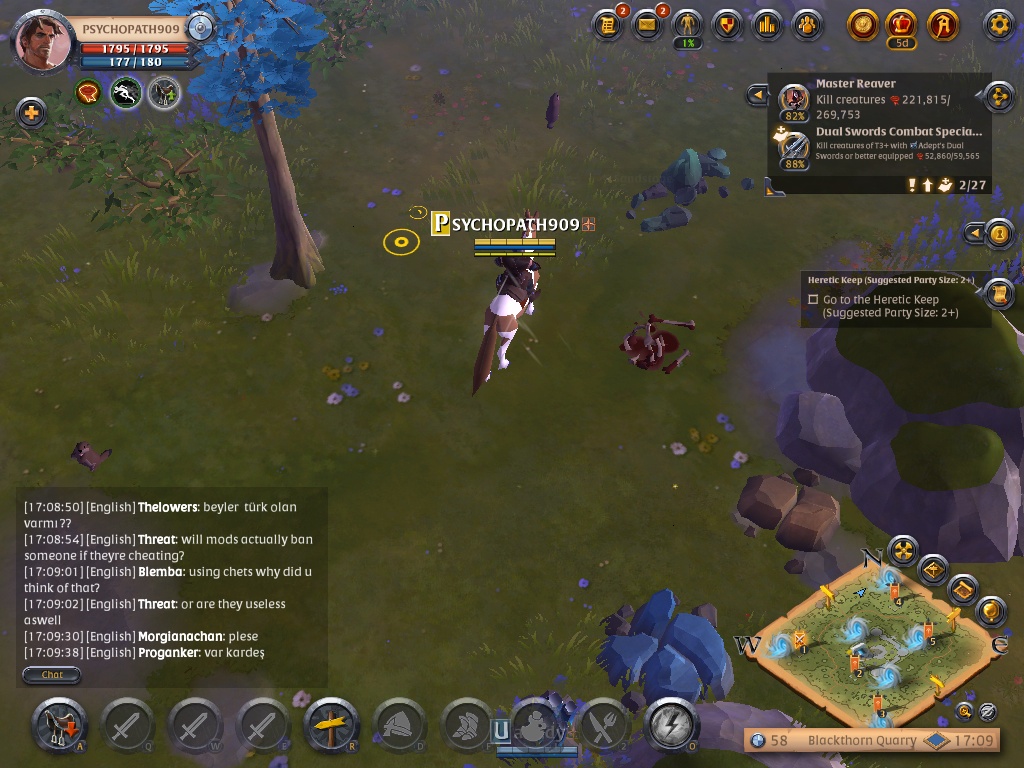 PSYCHOPATH909
1795 / 1795
177 / 180
2
2
1%
5d
Master Reaver
Kill creatures 221,815/
269,753
82%
Dual Swords Combat Specia...
Kill creatures of T3+ with Adept's Dual
Swords or better equipped 52,860/59,565
88%
2/27
PSYCHOPATH909
Heretic Keep (Suggested Party Size: 2+)
Go to the Heretic Keep
(Suggested Party Size: 2+)
[17:08:50] [English] Thelowers: beyler türk olan
varmı??
[17:08:54] [English] Threat: will mods actually ban
someone if theyre cheating?
[17:09:01] [English] Blemba: using chets why did u
think of that?
[17:09:02] [English] Threat: or are they useless
aswell
[17:09:30] [English] Morgianachan: plese
[17:09:38] [English] Proganker: var kardeş
Chat
N
W
E
4
1
5
2
3
A
Q
W
E
R
D
F
U
2
O
58 Blackthorn Quarry 17:09